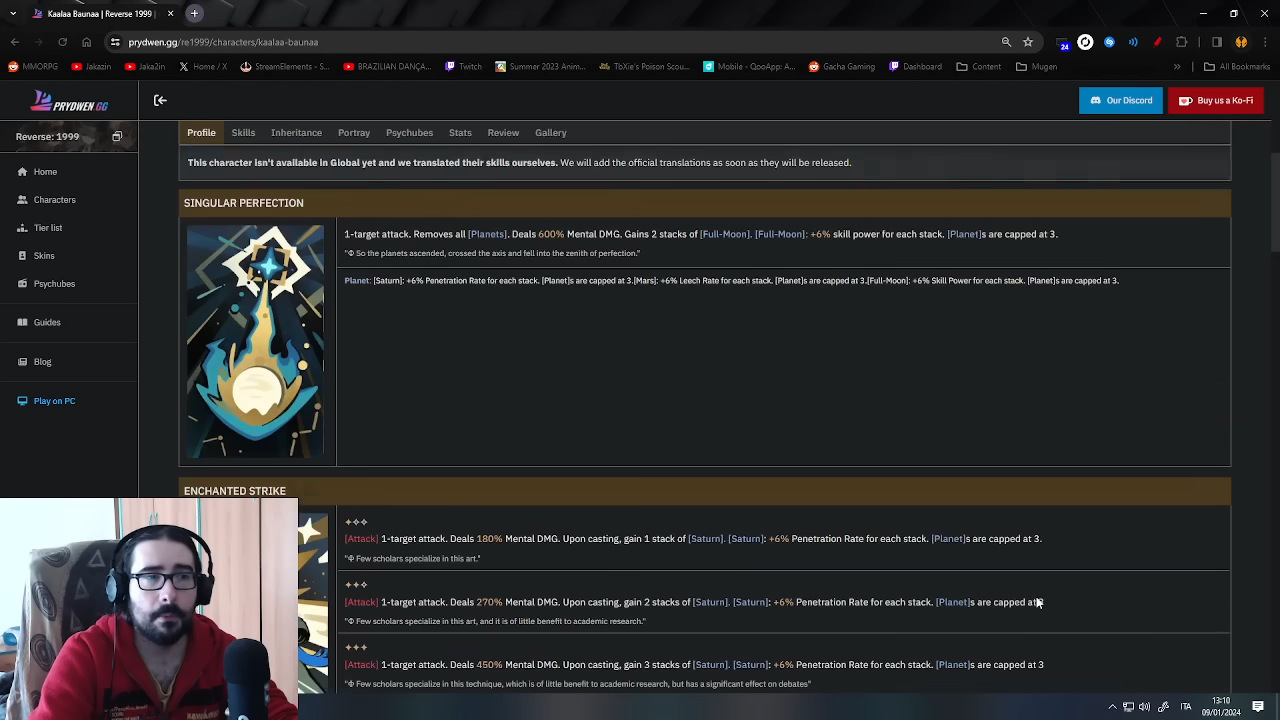 Kaalaa Baunaa | Reverse: 1999
prydwen.gg/re1999/characters/kaalaa-baunaa
24
MMORPG
Jakazin
Jaka2in
Home / X
StreamElements - S...
BRAZILIAN DANÇA...
Twitch
Summer 2023 Anim...
TbXie's Poison Scou...
Mobile - QooApp: A...
Gacha Gaming
Dashboard
Content
Mugen
All Bookmarks
PRYDWEN GG
Our Discord
Buy us a Ko-Fi
Reverse: 1999
Home
Characters
Tier list
Skins
Psychubes
Guides
Blog
Play on PC
Profile Skills Inheritance Portray Psychubes Stats Review Gallery
This character isn't available in Global yet and we translated their skills ourselves. We will add the official translations as soon as they will be released.
SINGULAR PERFECTION
1-target attack. Removes all [Planets]. Deals 600% Mental DMG. Gains 2 stacks of [Full-Moon]. [Full-Moon]: +6% skill power for each stack. [Planet]s are capped at 3.
"Φ So the planets ascended, crossed the axis and fell into the zenith of perfection."
Planet: [Saturn]: +6% Penetration Rate for each stack. [Planet]s are capped at 3.[Mars]: +6% Leech Rate for each stack. [Planet]s are capped at 3.[Full-Moon]: +6% Skill Power for each stack. [Planet]s are capped at 3.
ENCHANTED STRIKE
[Attack] 1-target attack. Deals 180% Mental DMG. Upon casting, gain 1 stack of [Saturn]. [Saturn]: +6% Penetration Rate for each stack. [Planet]s are capped at 3.
"Φ Few scholars specialize in this art."
[Attack] 1-target attack. Deals 270% Mental DMG. Upon casting, gain 2 stacks of [Saturn]. [Saturn]: +6% Penetration Rate for each stack. [Planet]s are capped at
"Φ Few scholars specialize in this art, and it is of little benefit to academic research."
[Attack] 1-target attack. Deals 450% Mental DMG. Upon casting, gain 3 stacks of [Saturn]. [Saturn]: +6% Penetration Rate for each stack. [Planet]s are capped at 3
"Φ Few scholars specialize in this technique, which is of little benefit to academic research, but has a significant effect on debates"
ITA
13:10
09/01/2024